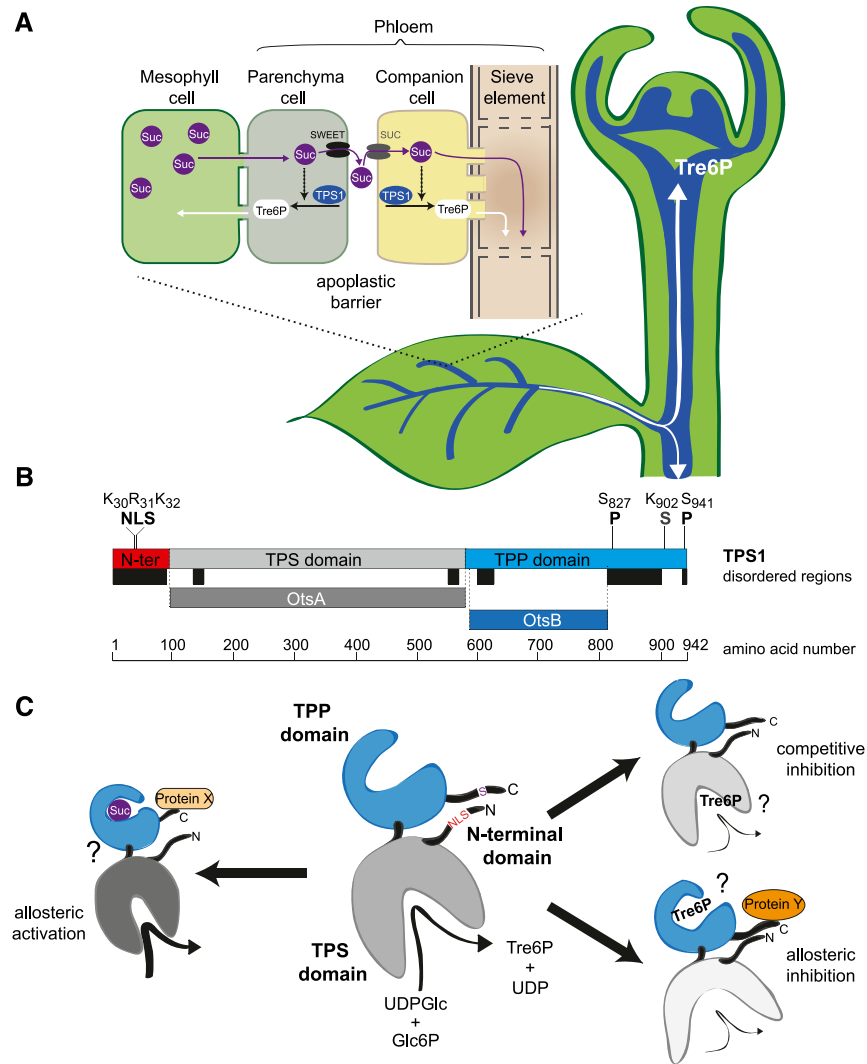 A
Phloem
Mesophyll
cell
Parenchyma
cell
Companion
cell
Sieve
element
SWEET
SUC
Suc
Suc
Suc
Suc
Suc
Suc
Suc
TPS1
TPS1
Tre6P
Tre6P
apoplastic
barrier
Tre6P
B
K30R31K32
NLS
S827
P
K902
S
S941
P
N-ter
TPS domain
TPP domain
TPS1
disordered regions
OtsA
OtsB
1 100 200 300 400 500 600 700 800 900 942
amino acid number
C
TPP
domain
S
C
NLS
N
N-terminal
domain
TPS
domain
UDPGlc
+
Glc6P
Tre6P
+
UDP
Suc
Protein X
C
N
?
allosteric
activation
C
N
competitive
inhibition
Tre6P
?
?
Tre6P
Protein Y
C
N
allosteric
inhibition